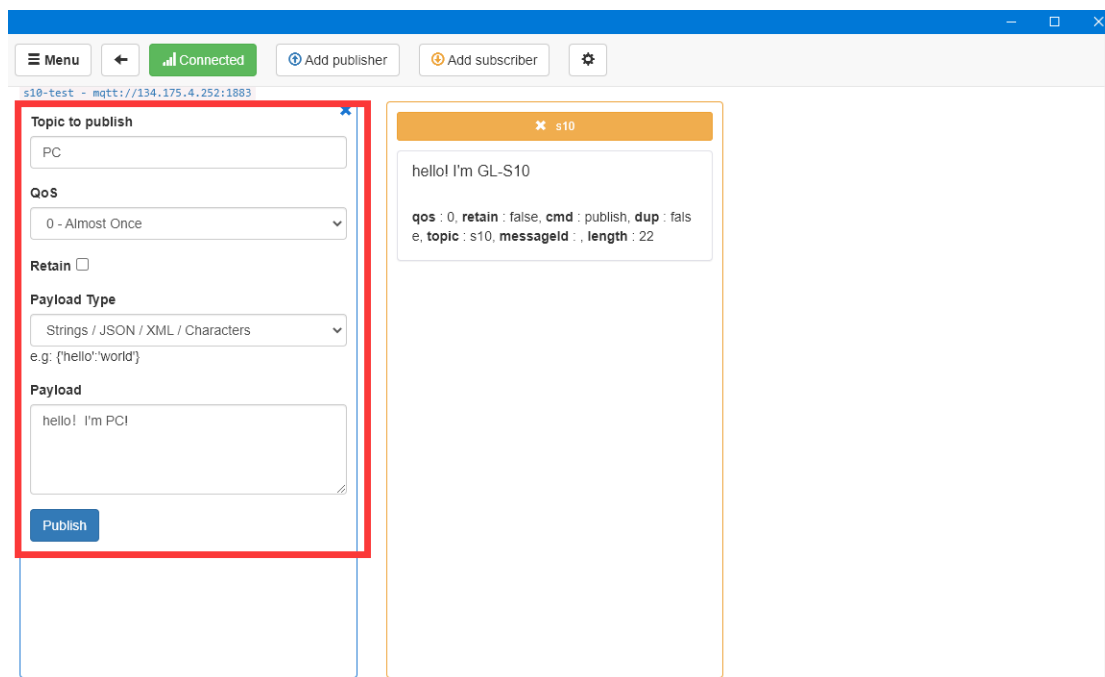 Menu
Connected
Add publisher
Add subscriber
s10-test - mqtt://134.175.4.252:1883
Topic to publish
PC
QoS
0 - Almost Once
Retain
Payload Type
Strings / JSON / XML / Characters
e.g: {'hello':'world'}
Payload
hello！ I'm PC!
Publish
s10
hello! I'm GL-S10
qos : 0, retain : false, cmd : publish, dup : fals
e, topic : s10, messageId : , length : 22